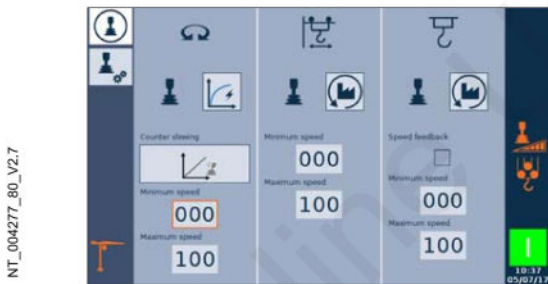 NT_004277_80_V2.7
Counter slewing
Minimum speed
000
Maximum speed
100
Minimum speed
000
Maximum speed
100
Speed feedback
Minimum speed
000
Maximum speed
100
10:37
05/07/17